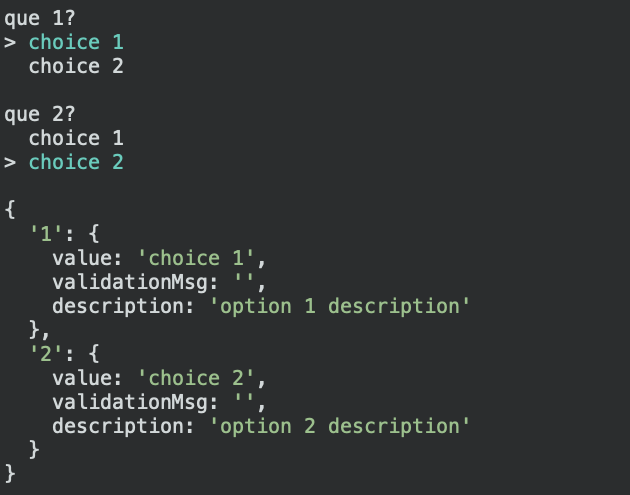 que 1?
> choice 1
  choice 2

que 2?
  choice 1
> choice 2

{
  '1': {
    value: 'choice 1',
    validationMsg: '',
    description: 'option 1 description'
  },
  '2': {
    value: 'choice 2',
    validationMsg: '',
    description: 'option 2 description'
  }
}